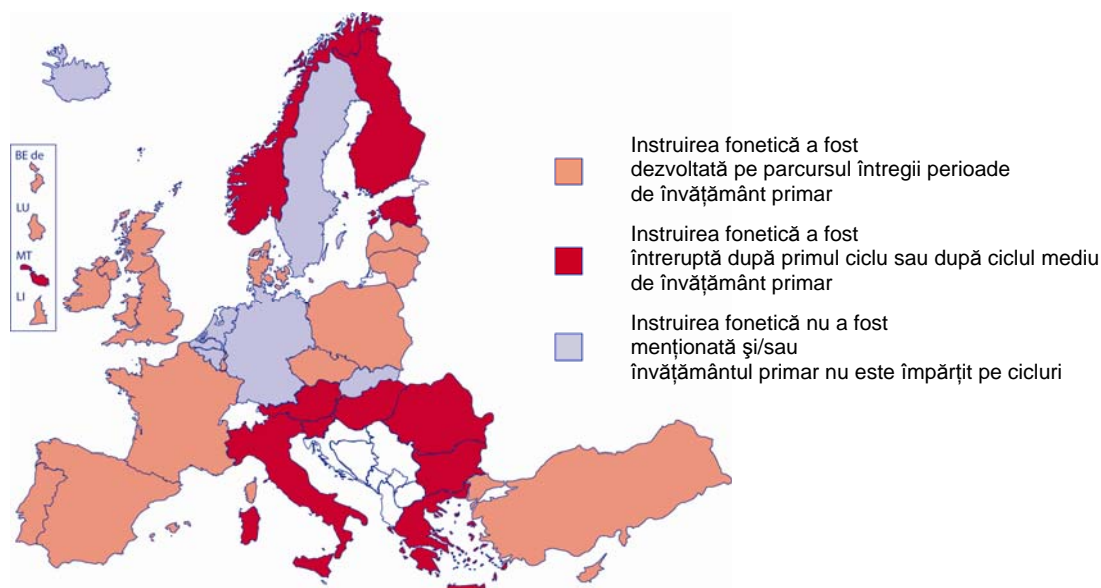 BE de
LU
MT
LI
Instruirea fonetică a fost
dezvoltată pe parcursul întregii perioade
de învățământ primar
Instruirea fonetică a fost
întreruptă după primul ciclu sau după ciclul mediu
de învățământ primar
Instruirea fonetică nu a fost
menționată şi/sau
învățământul primar nu este împărțit pe cicluri